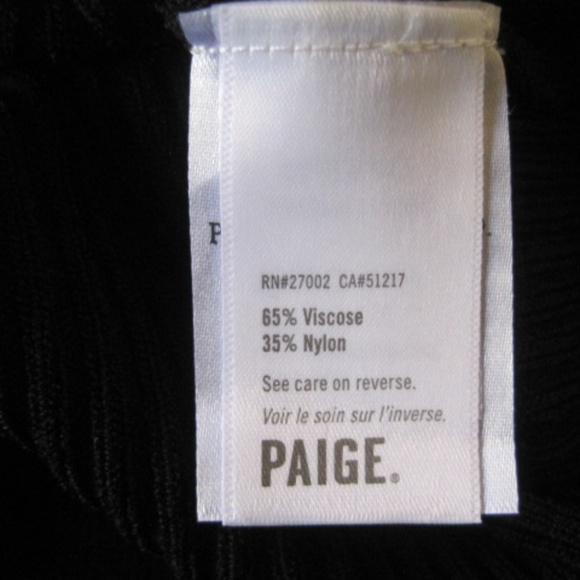 RN#27002 CA#51217
65% Viscose
35% Nylon
See care on reverse.
Voir le soin sur l'inverse.
PAIGE.